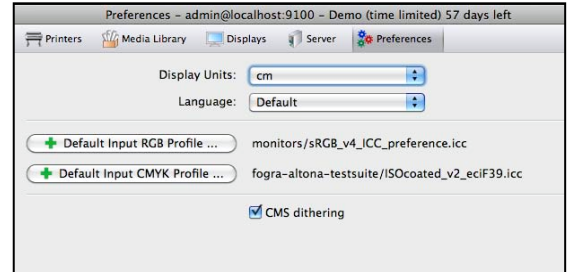 Preferences – admin@localhost:9100 – Demo (time limited) 57 days left
Printers Media Library Displays Server Preferences
Display Units: cm
Language: Default
Default Input RGB Profile ... monitors/sRGB_v4_ICC_preference.icc
Default Input CMYK Profile ... fogra-altona-testsuite/ISOcoated_v2_eciF39.icc
CMS dithering